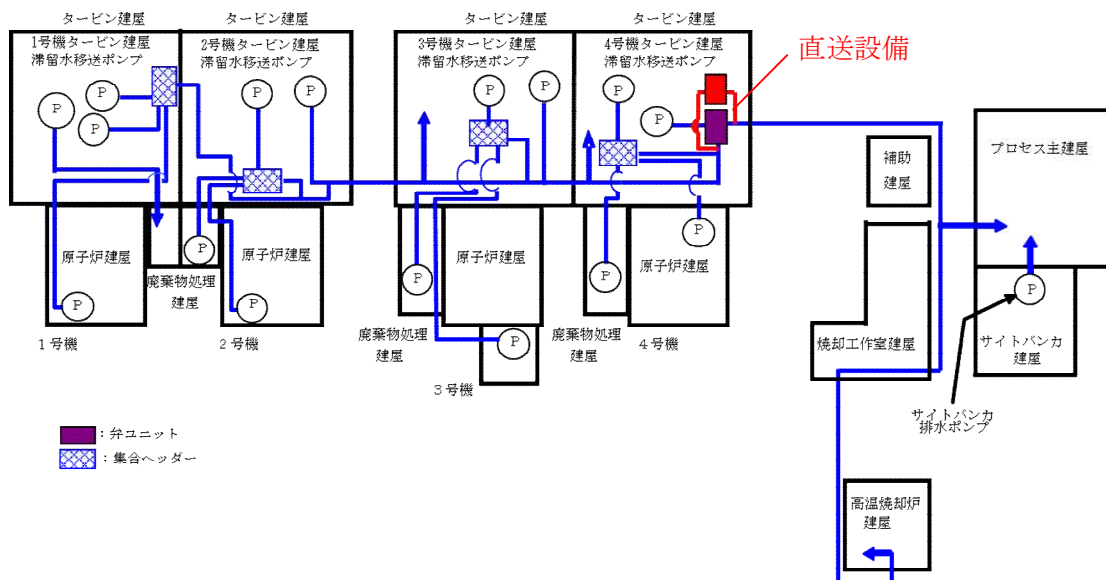 タービン建屋
タービン建屋
タービン建屋
タービン建屋
1号機タービン建屋
滞留水移送ポンプ
2号機タービン建屋
滞留水移送ポンプ
3号機タービン建屋
滞留水移送ポンプ
4号機タービン建屋
滞留水移送ポンプ
直送設備
P
P
P
P
P
P
P
P
P
補助
建屋
プロセス主建屋
原子炉建屋
P
廃棄物処理
建屋
P
原子炉建屋
P
P
原子炉建屋
P
P
原子炉建屋
P
1号機
2号機
廃棄物処理
建屋
P
3号機
廃棄物処理
建屋
4号機
焼却工作室建屋
サイトバンカ
建屋
サイトバンカ
排水ポンプ
:弁ユニット
:集合ヘッダー
高温焼却炉
建屋